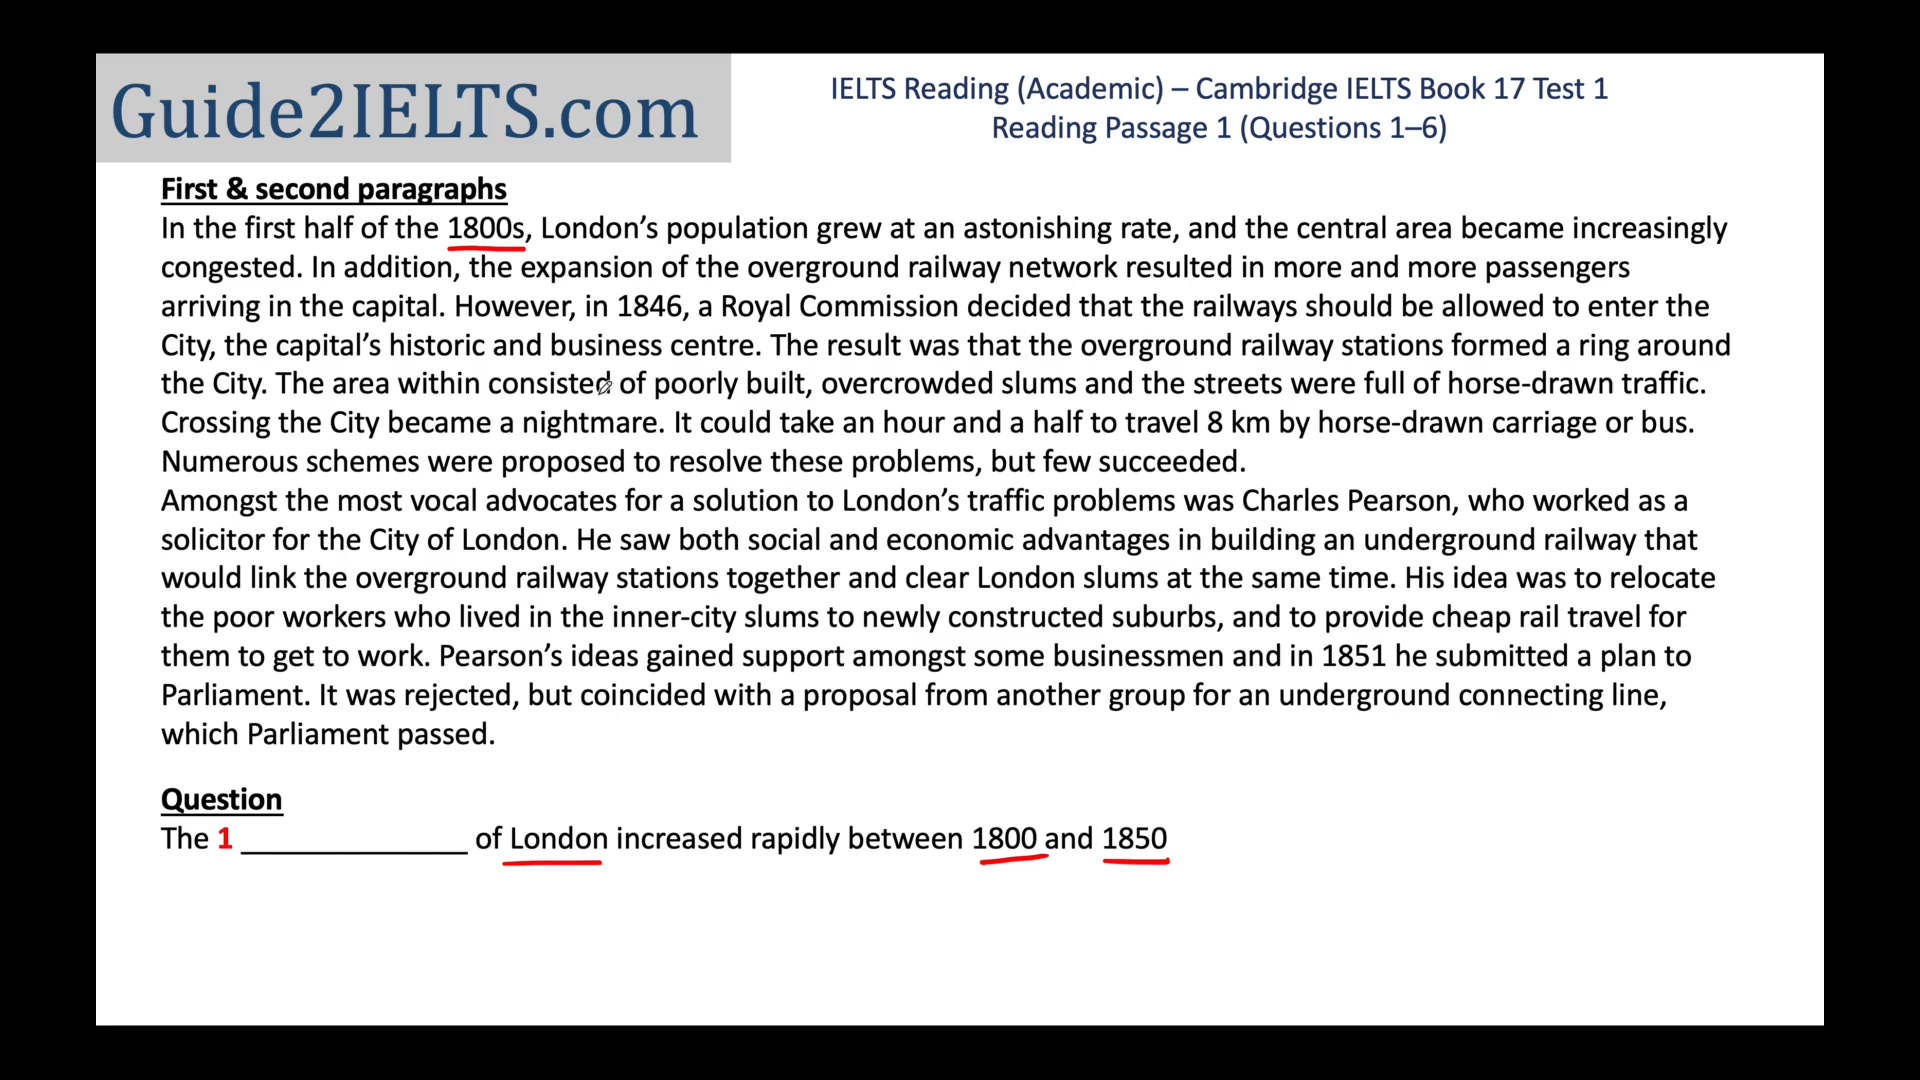 Guide2IELTS.com
IELTS Reading (Academic) – Cambridge IELTS Book 17 Test 1
Reading Passage 1 (Questions 1–6)
First & second paragraphs
In the first half of the 1800s, London’s population grew at an astonishing rate, and the central area became increasingly
congested. In addition, the expansion of the overground railway network resulted in more and more passengers
arriving in the capital. However, in 1846, a Royal Commission decided that the railways should be allowed to enter the
City, the capital’s historic and business centre. The result was that the overground railway stations formed a ring around
the City. The area within consisted of poorly built, overcrowded slums and the streets were full of horse-drawn traffic.
Crossing the City became a nightmare. It could take an hour and a half to travel 8 km by horse-drawn carriage or bus.
Numerous schemes were proposed to resolve these problems, but few succeeded.
Amongst the most vocal advocates for a solution to London’s traffic problems was Charles Pearson, who worked as a
solicitor for the City of London. He saw both social and economic advantages in building an underground railway that
would link the overground railway stations together and clear London slums at the same time. His idea was to relocate
the poor workers who lived in the inner-city slums to newly constructed suburbs, and to provide cheap rail travel for
them to get to work. Pearson’s ideas gained support amongst some businessmen and in 1851 he submitted a plan to
Parliament. It was rejected, but coincided with a proposal from another group for an underground connecting line,
which Parliament passed.
Question
The 1 ______________ of London increased rapidly between 1800 and 1850